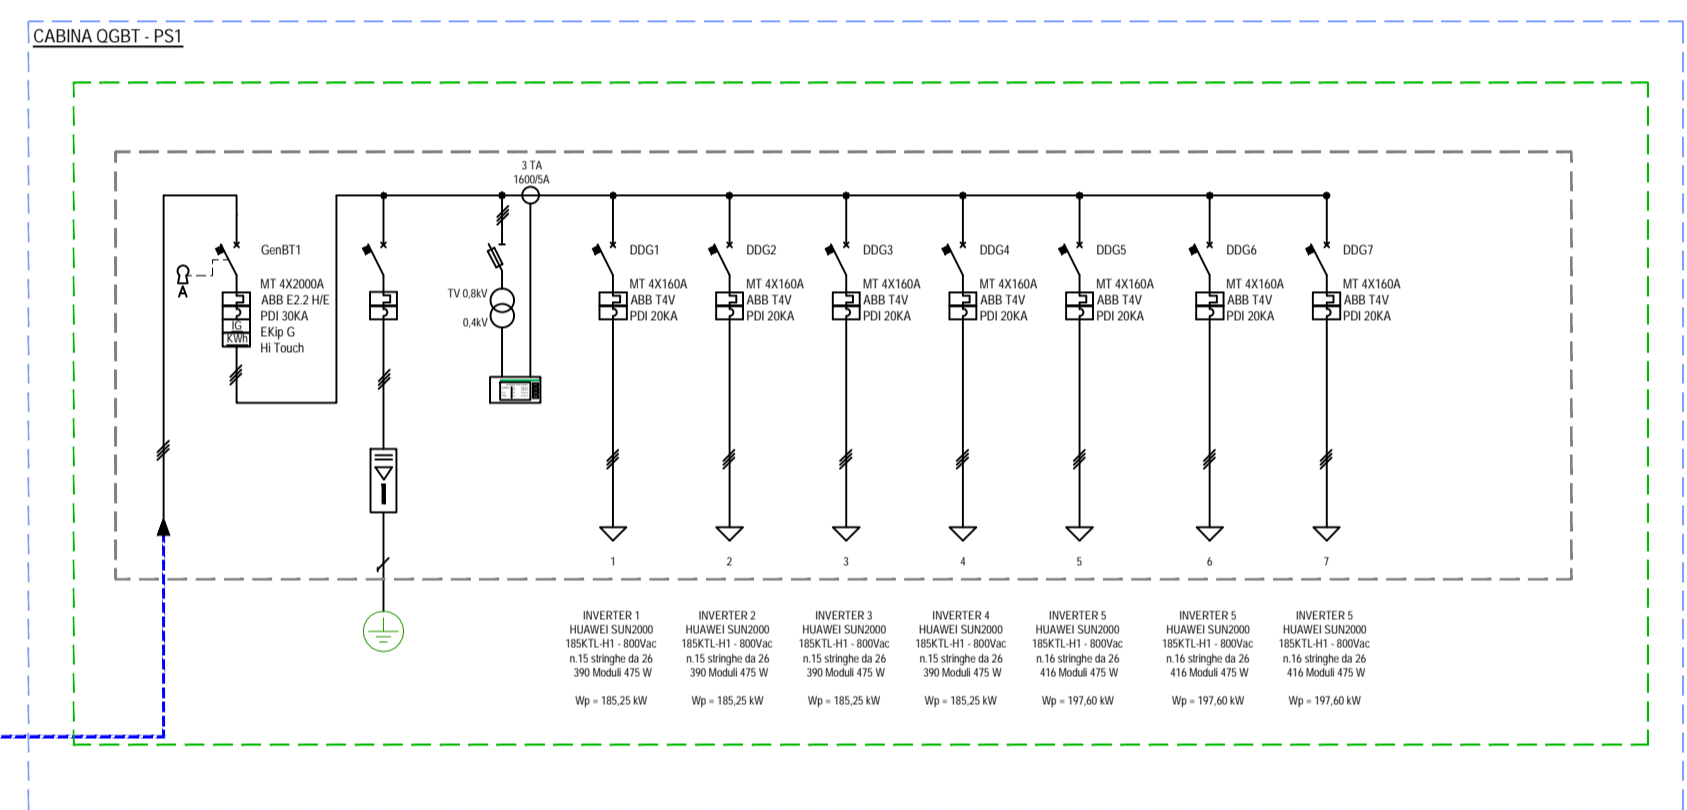 CABINA QGBT - PS1
3 TA
1600/5A
GenBT1
MT 4X2000A
ABB E2.2 H/E
PDI 30KA
EKip G
Hi Touch
A
IG
KWh
TV 0,8kV
0,4kV
DDG1
MT 4X160A
ABB T4V
PDI 20KA
DDG2
MT 4X160A
ABB T4V
PDI 20KA
DDG3
MT 4X160A
ABB T4V
PDI 20KA
DDG4
MT 4X160A
ABB T4V
PDI 20KA
DDG5
MT 4X160A
ABB T4V
PDI 20KA
DDG6
MT 4X160A
ABB T4V
PDI 20KA
DDG7
MT 4X160A
ABB T4V
PDI 20KA
1
2
3
4
5
6
7
INVERTER 1
HUAWEI SUN2000
185KTL-H1 - 800Vac
n.15 stringhe da 26
390 Moduli 475 W
Wp = 185,25 kW
INVERTER 2
HUAWEI SUN2000
185KTL-H1 - 800Vac
n.15 stringhe da 26
390 Moduli 475 W
Wp = 185,25 kW
INVERTER 3
HUAWEI SUN2000
185KTL-H1 - 800Vac
n.15 stringhe da 26
390 Moduli 475 W
Wp = 185,25 kW
INVERTER 4
HUAWEI SUN2000
185KTL-H1 - 800Vac
n.15 stringhe da 26
390 Moduli 475 W
Wp = 185,25 kW
INVERTER 5
HUAWEI SUN2000
185KTL-H1 - 800Vac
n.16 stringhe da 26
416 Moduli 475 W
Wp = 197,60 kW
INVERTER 5
HUAWEI SUN2000
185KTL-H1 - 800Vac
n.16 stringhe da 26
416 Moduli 475 W
Wp = 197,60 kW
INVERTER 5
HUAWEI SUN2000
185KTL-H1 - 800Vac
n.16 stringhe da 26
416 Moduli 475 W
Wp = 197,60 kW